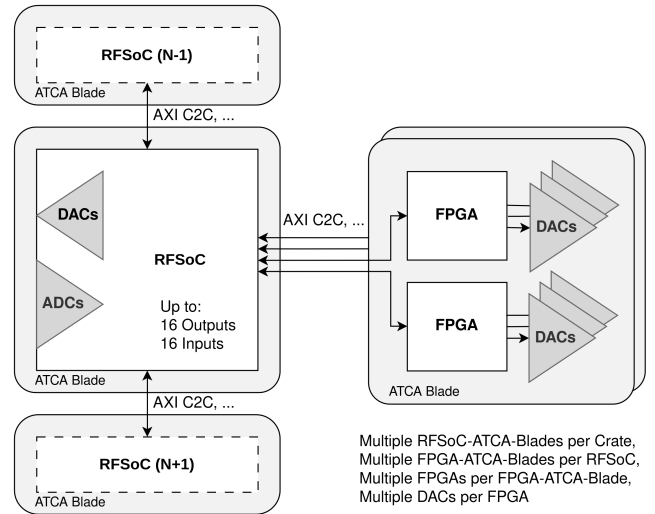 RFSoC (N-1)
ATCA Blade
AXI C2C, ...
DACs
RFSoC
ADCs
Up to:
16 Outputs
16 Inputs
ATCA Blade
AXI C2C, ...
FPGA
DACs
FPGA
DACs
ATCA Blade
AXI C2C, ...
RFSoC (N+1)
ATCA Blade
Multiple RFSoC-ATCA-Blades per Crate,
Multiple FPGA-ATCA-Blades per RFSoC,
Multiple FPGAs per FPGA-ATCA-Blade,
Multiple DACs per FPGA